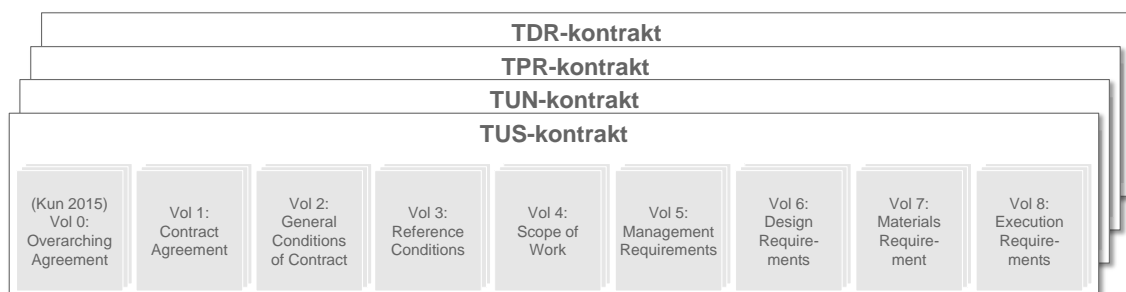 TDR-kontrakt
TPR-kontrakt
TUN-kontrakt
TUS-kontrakt
(Kun 2015)
Vol 0:
Overarching
Agreement
Vol 1:
Contract
Agreement
Vol 2:
General
Conditions
of Contract
Vol 3:
Reference
Conditions
Vol 4:
Scope of
Work
Vol 5:
Management
Requirements
Vol 6:
Design
Require-
ments
Vol 7:
Materials
Require-
ment
Vol 8:
Execution
Require-
ments